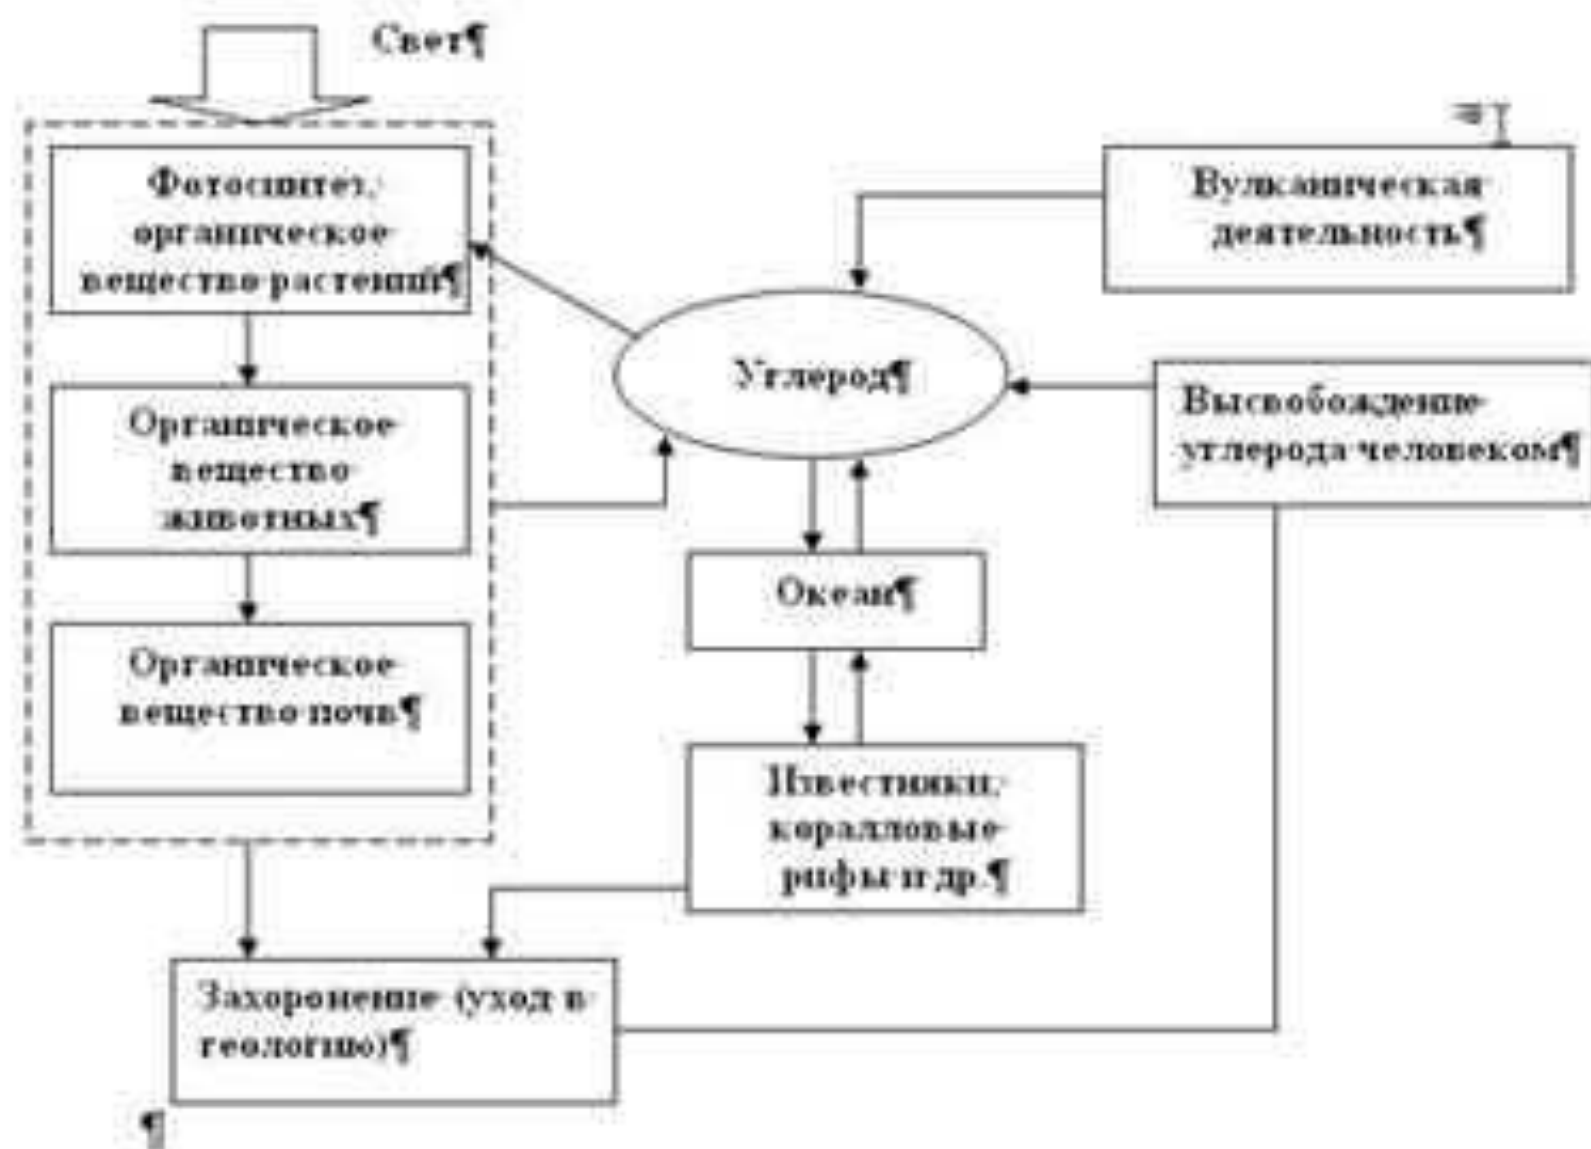 Свет¶
Фотосинтез,
органическое
вещество растений¶
Органическое
вещество
животных¶
Органическое
вещество почв¶
Углерод¶
Вулканическая
деятельность¶
Высвобождение
углерода человеком¶
Океан¶
Известняки,
коралловые
рифы и др.¶
Захоронение (уход в
геологию)¶
¶